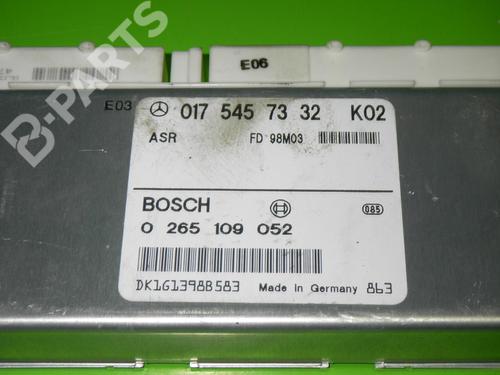 B-PARTS
E06
E03 017 545 73 32 K02
ASR FD 98M03
BOSCH 085
0 265 109 052
DK1G1398B583 Made in Germany 863